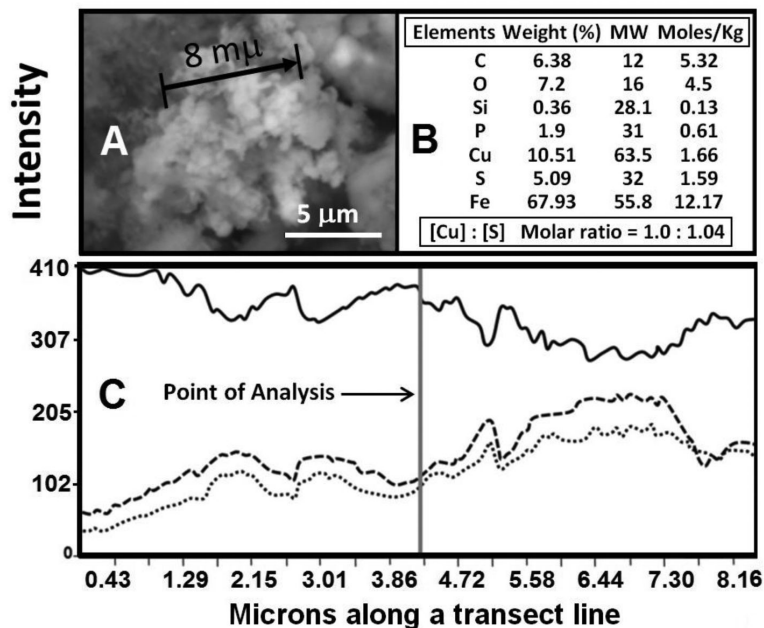 Intensity
8 mµ
A
5 µm
Elements Weight (%) MW Moles/Kg
C 6.38 12 5.32
O 7.2 16 4.5
Si 0.36 28.1 0.13
P 1.9 31 0.61
Cu 10.51 63.5 1.66
S 5.09 32 1.59
Fe 67.93 55.8 12.17
B
[Cu] : [S] Molar ratio = 1.0 : 1.04
410
307
205
102
0
C
Point of Analysis
0.43 1.29 2.15 3.01 3.86 4.72 5.58 6.44 7.30 8.16
Microns along a transect line